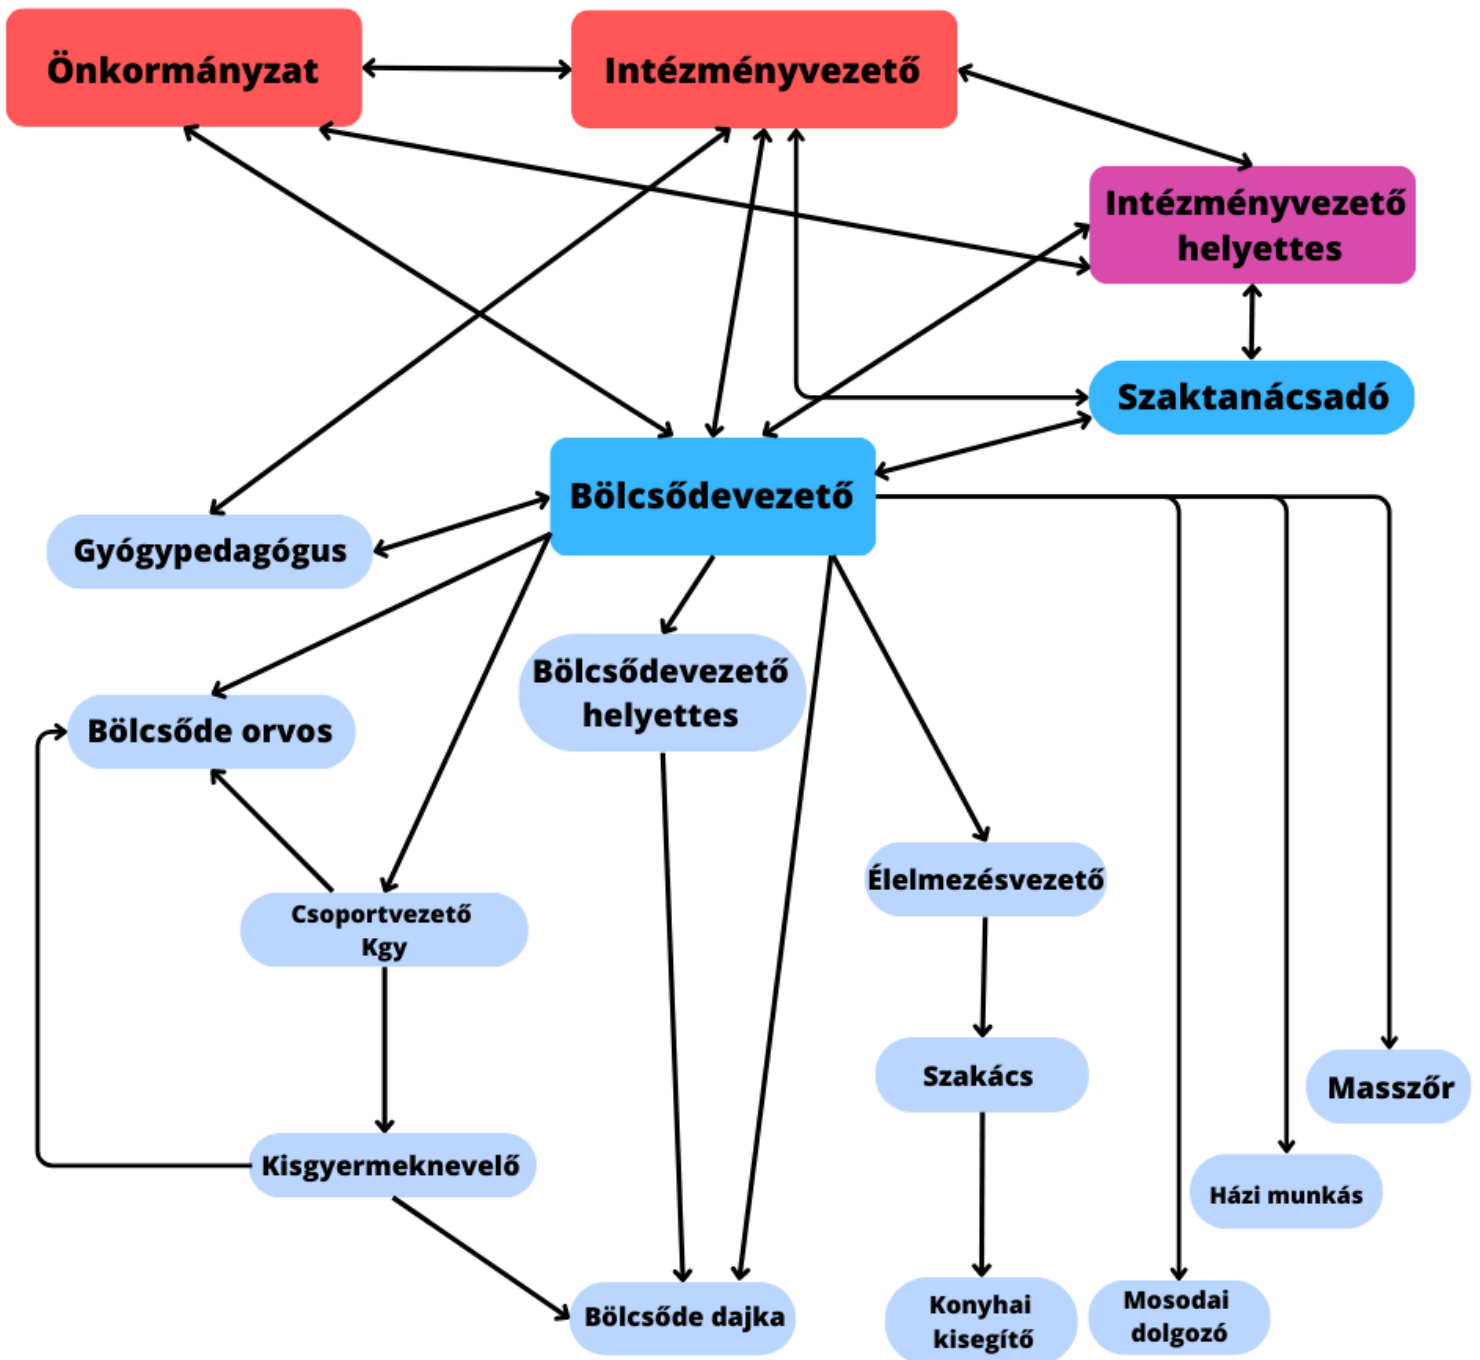 Önkormányzat
Intézményvezető
Intézményvezető
helyettes
Szaktanácsadó
Bölcsődevezető
Gyógypedagógus
Bölcsődevezető
helyettes
Bölcsőde orvos
Élelmezésvezető
Csoportvezető
Kgy
Szakács
Masszőr
Kisgyermeknevelő
Házi munkás
Bölcsőde dajka
Konyhai
kisegítő
Mosodai
dolgozó